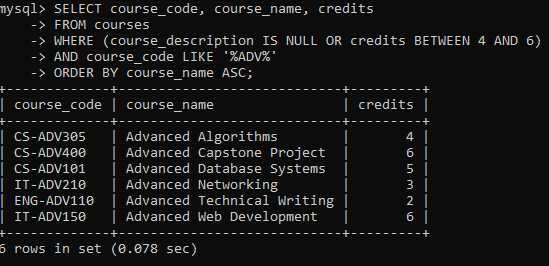 mysql> SELECT course_code, course_name, credits
    -> FROM courses
    -> WHERE (course_description IS NULL OR credits BETWEEN 4 AND 6)
    -> AND course_code LIKE '%ADV%'
    -> ORDER BY course_name ASC;
+-------------+----------------------------+---------+
| course_code | course_name                | credits |
+-------------+----------------------------+---------+
| CS-ADV305   | Advanced Algorithms        |       4 |
| CS-ADV400   | Advanced Capstone Project  |       6 |
| CS-ADV101   | Advanced Database Systems  |       5 |
| IT-ADV210   | Advanced Networking        |       3 |
| ENG-ADV110  | Advanced Technical Writing |       2 |
| IT-ADV150   | Advanced Web Development   |       6 |
+-------------+----------------------------+---------+
6 rows in set (0.078 sec)